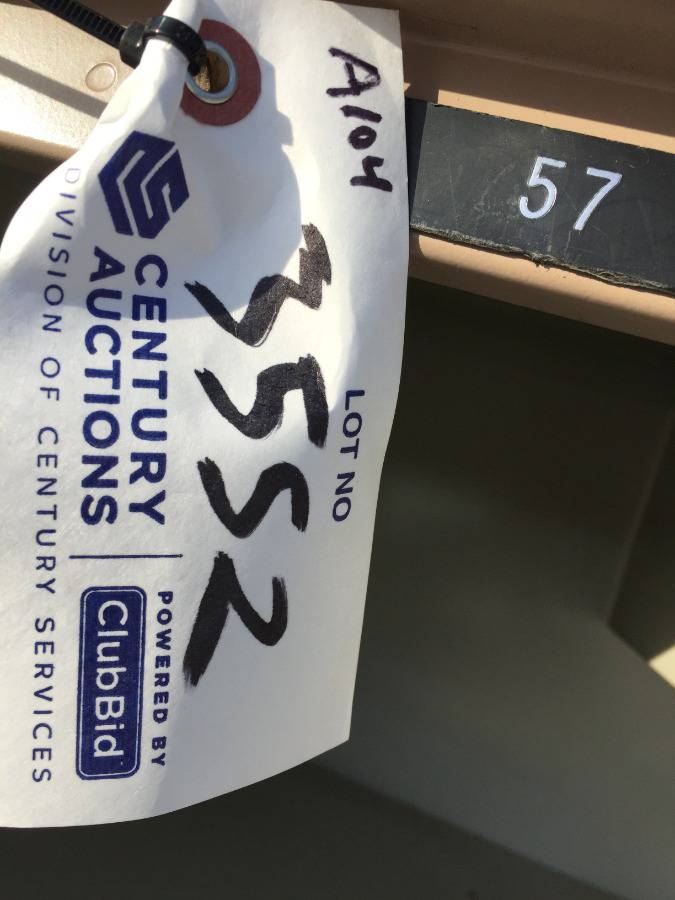 A104
LOT NO
3552
CENTURY
AUCTIONS
DIVISION OF CENTURY SERVICES
POWERED BY
ClubBid
57